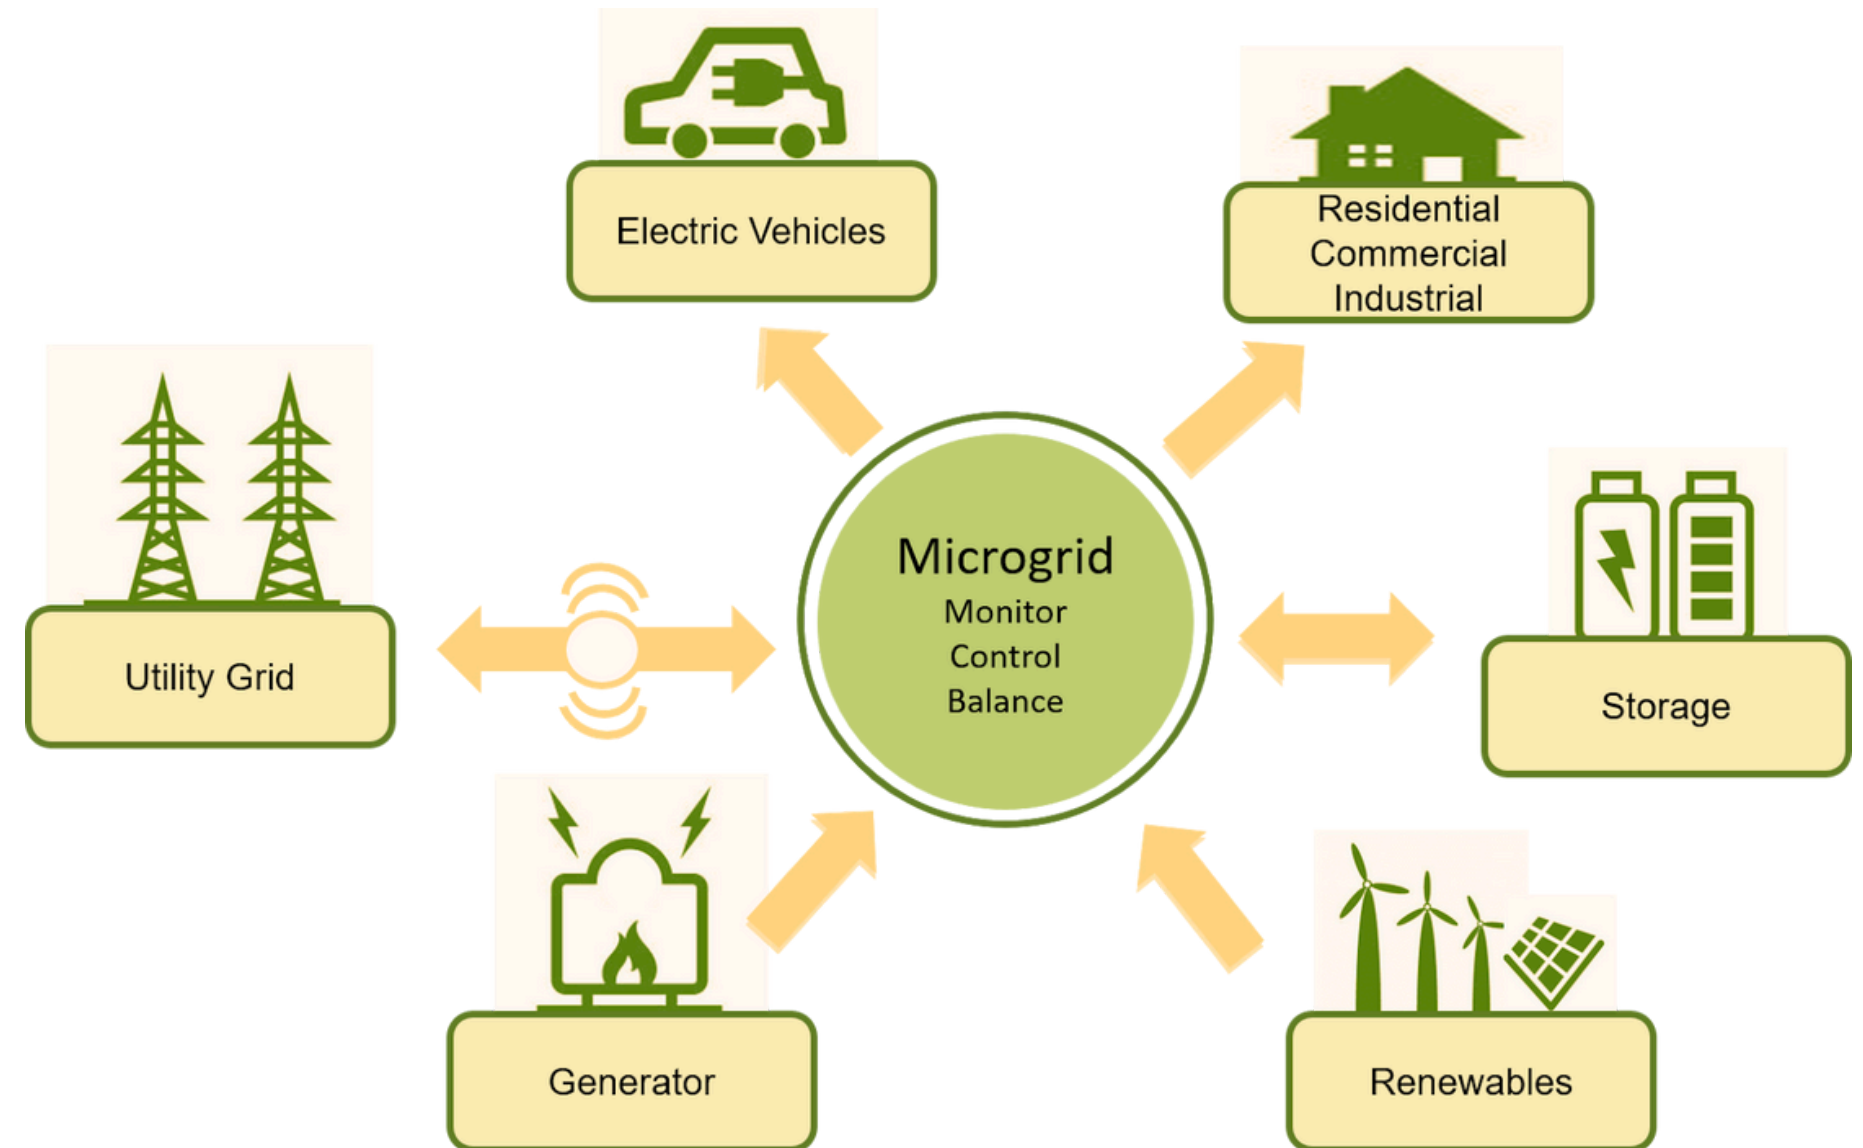 Electric Vehicles
Residential
Commercial
Industrial
Utility Grid
Microgrid
Monitor
Control
Balance
Storage
Generator
Renewables